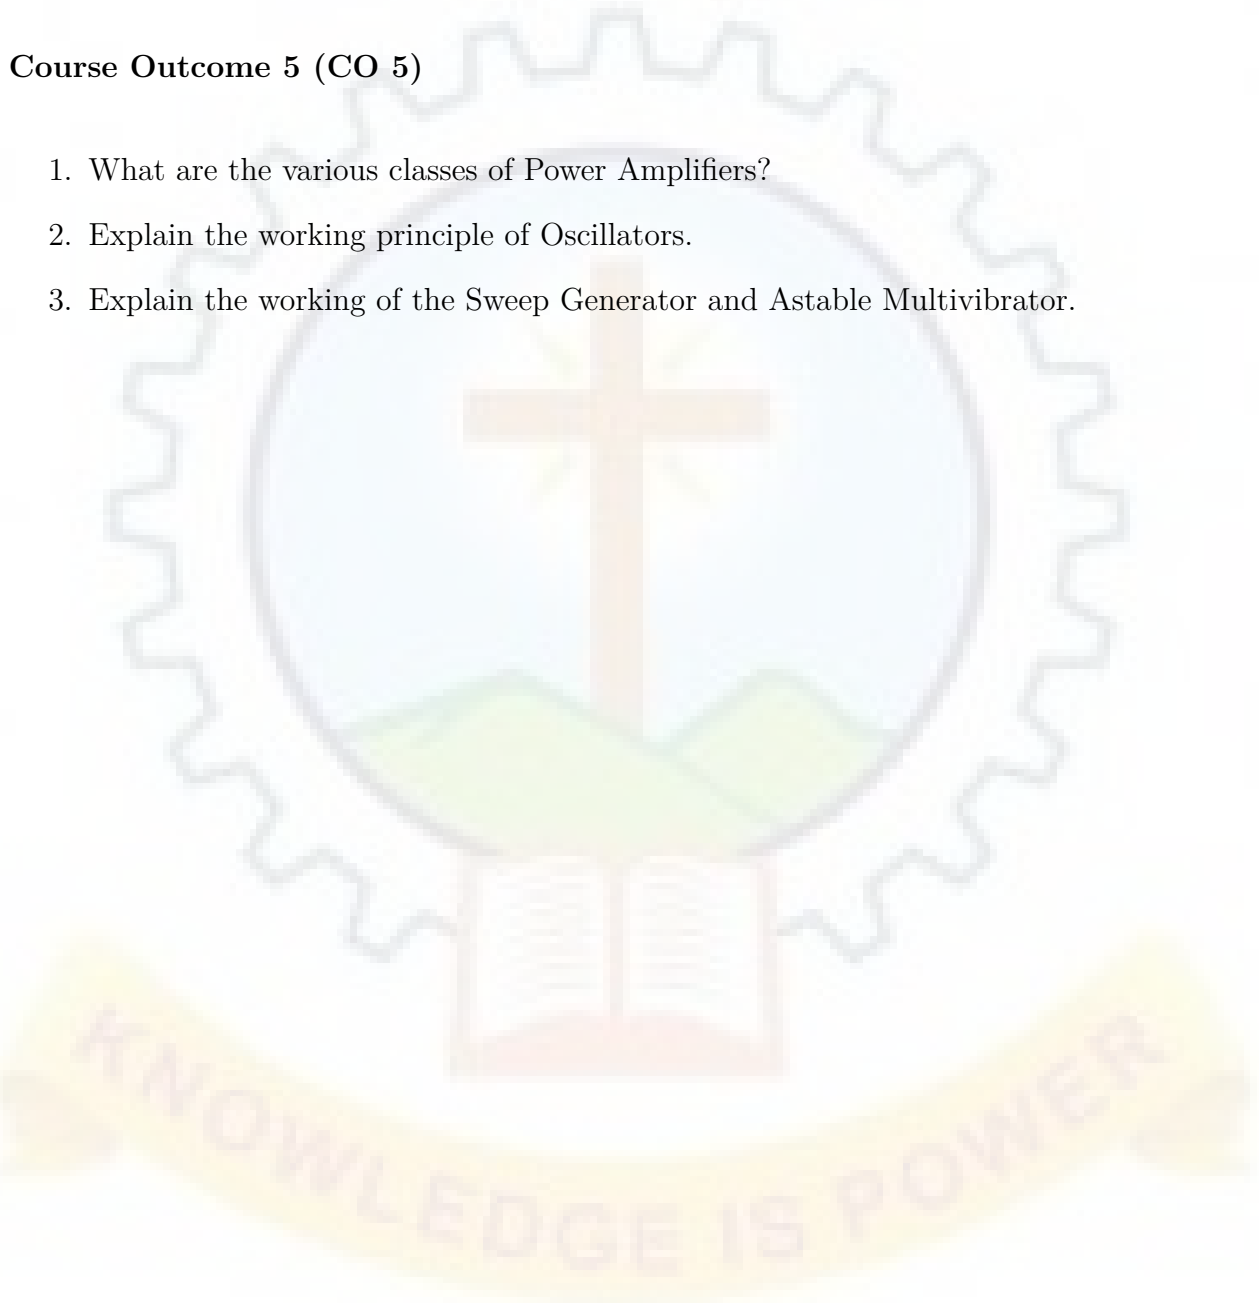 Course Outcome 5 (CO 5)
1. What are the various classes of Power Amplifiers?
2. Explain the working principle of Oscillators.
3. Explain the working of the Sweep Generator and Astable Multivibrator.
KNOWLEDGE IS POWER